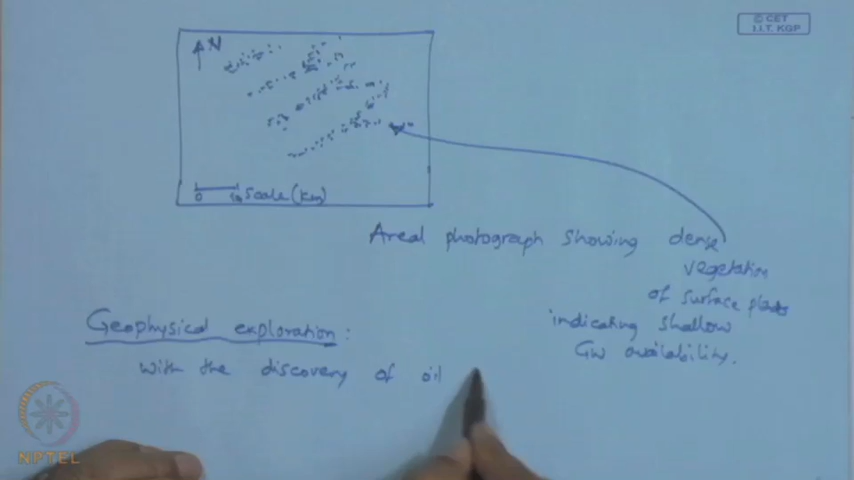 © CET
I.I.T. KGP
N
0 10 Scale (Km)
Areal photograph showing dense
vegetation
of surface plants
indicating shallow
GW availability.
Geophysical exploration:
With the discovery of oil
NPTEL